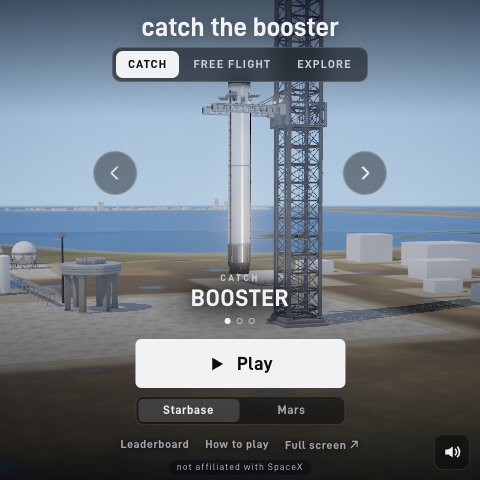 catch the booster
CATCH FREE FLIGHT EXPLORE
CATCH
BOOSTER
Play
Starbase Mars
Leaderboard How to play Full screen ↗
not affiliated with SpaceX